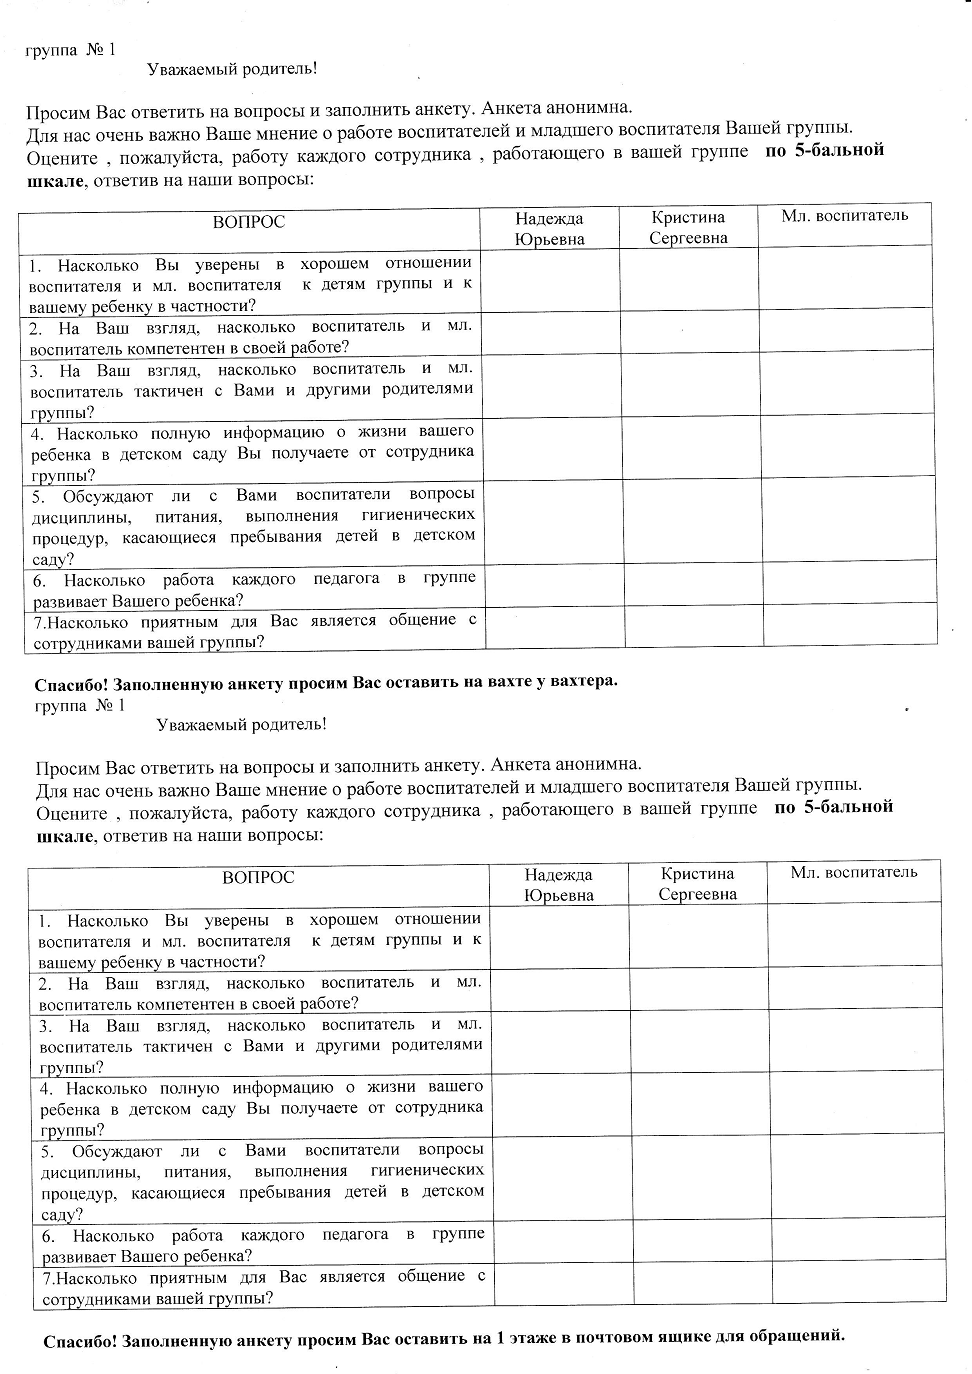 группа № 1
Уважаемый родитель!
Просим Вас ответить на вопросы и заполнить анкету. Анкета анонимна.
Для нас очень важно Ваше мнение о работе воспитателей и младшего воспитателя Вашей группы.
Оцените , пожалуйста, работу каждого сотрудника , работающего в вашей группе по 5-бальной
шкале, ответив на наши вопросы:
ВОПРОС
Надежда
Юрьевна
Кристина
Сергеевна
Мл. воспитатель
1. Насколько Вы уверены в хорошем отношении
воспитателя и мл. воспитателя к детям группы и к
вашему ребенку в частности?
2. На Ваш взгляд, насколько воспитатель и мл.
воспитатель компетентен в своей работе?
3. На Ваш взгляд, насколько воспитатель и мл.
воспитатель тактичен с Вами и другими родителями
группы?
4. Насколько полную информацию о жизни вашего
ребенка в детском саду Вы получаете от сотрудника
группы?
5. Обсуждают ли с Вами воспитатели вопросы
дисциплины, питания, выполнения гигиенических
процедур, касающиеся пребывания детей в детском
саду?
6. Насколько работа каждого педагога в группе
развивает Вашего ребенка?
7.Насколько приятным для Вас является общение с
сотрудниками вашей группы?
Спасибо! Заполненную анкету просим Вас оставить на вахте у вахтера.
группа № 1
Уважаемый родитель!
Просим Вас ответить на вопросы и заполнить анкету. Анкета анонимна.
Для нас очень важно Ваше мнение о работе воспитателей и младшего воспитателя Вашей группы.
Оцените , пожалуйста, работу каждого сотрудника , работающего в вашей группе по 5-бальной
шкале, ответив на наши вопросы:
ВОПРОС
Надежда
Юрьевна
Кристина
Сергеевна
Мл. воспитатель
1. Насколько Вы уверены в хорошем отношении
воспитателя и мл. воспитателя к детям группы и к
вашему ребенку в частности?
2. На Ваш взгляд, насколько воспитатель и мл.
воспитатель компетентен в своей работе?
3. На Ваш взгляд, насколько воспитатель и мл.
воспитатель тактичен с Вами и другими родителями
группы?
4. Насколько полную информацию о жизни вашего
ребенка в детском саду Вы получаете от сотрудника
группы?
5. Обсуждают ли с Вами воспитатели вопросы
дисциплины, питания, выполнения гигиенических
процедур, касающиеся пребывания детей в детском
саду?
6. Насколько работа каждого педагога в группе
развивает Вашего ребенка?
7.Насколько приятным для Вас является общение с
сотрудниками вашей группы?
Спасибо! Заполненную анкету просим Вас оставить на 1 этаже в почтовом ящике для обращений.